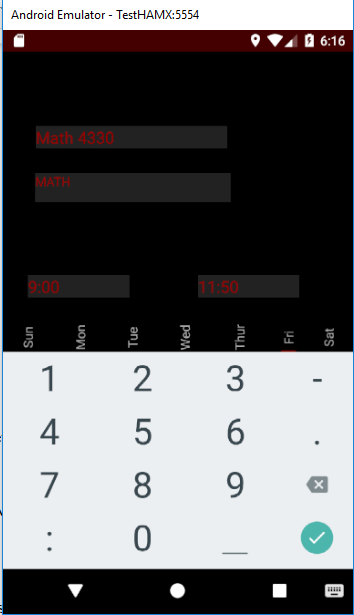 Android Emulator - TestHAMX:5554
6:16
Math 4330
MATH
9:00 11:50
Sun Mon Tue Wed Thur Fri Sat
1 2 3 -
4 5 6 .
7 8 9
: 0 _